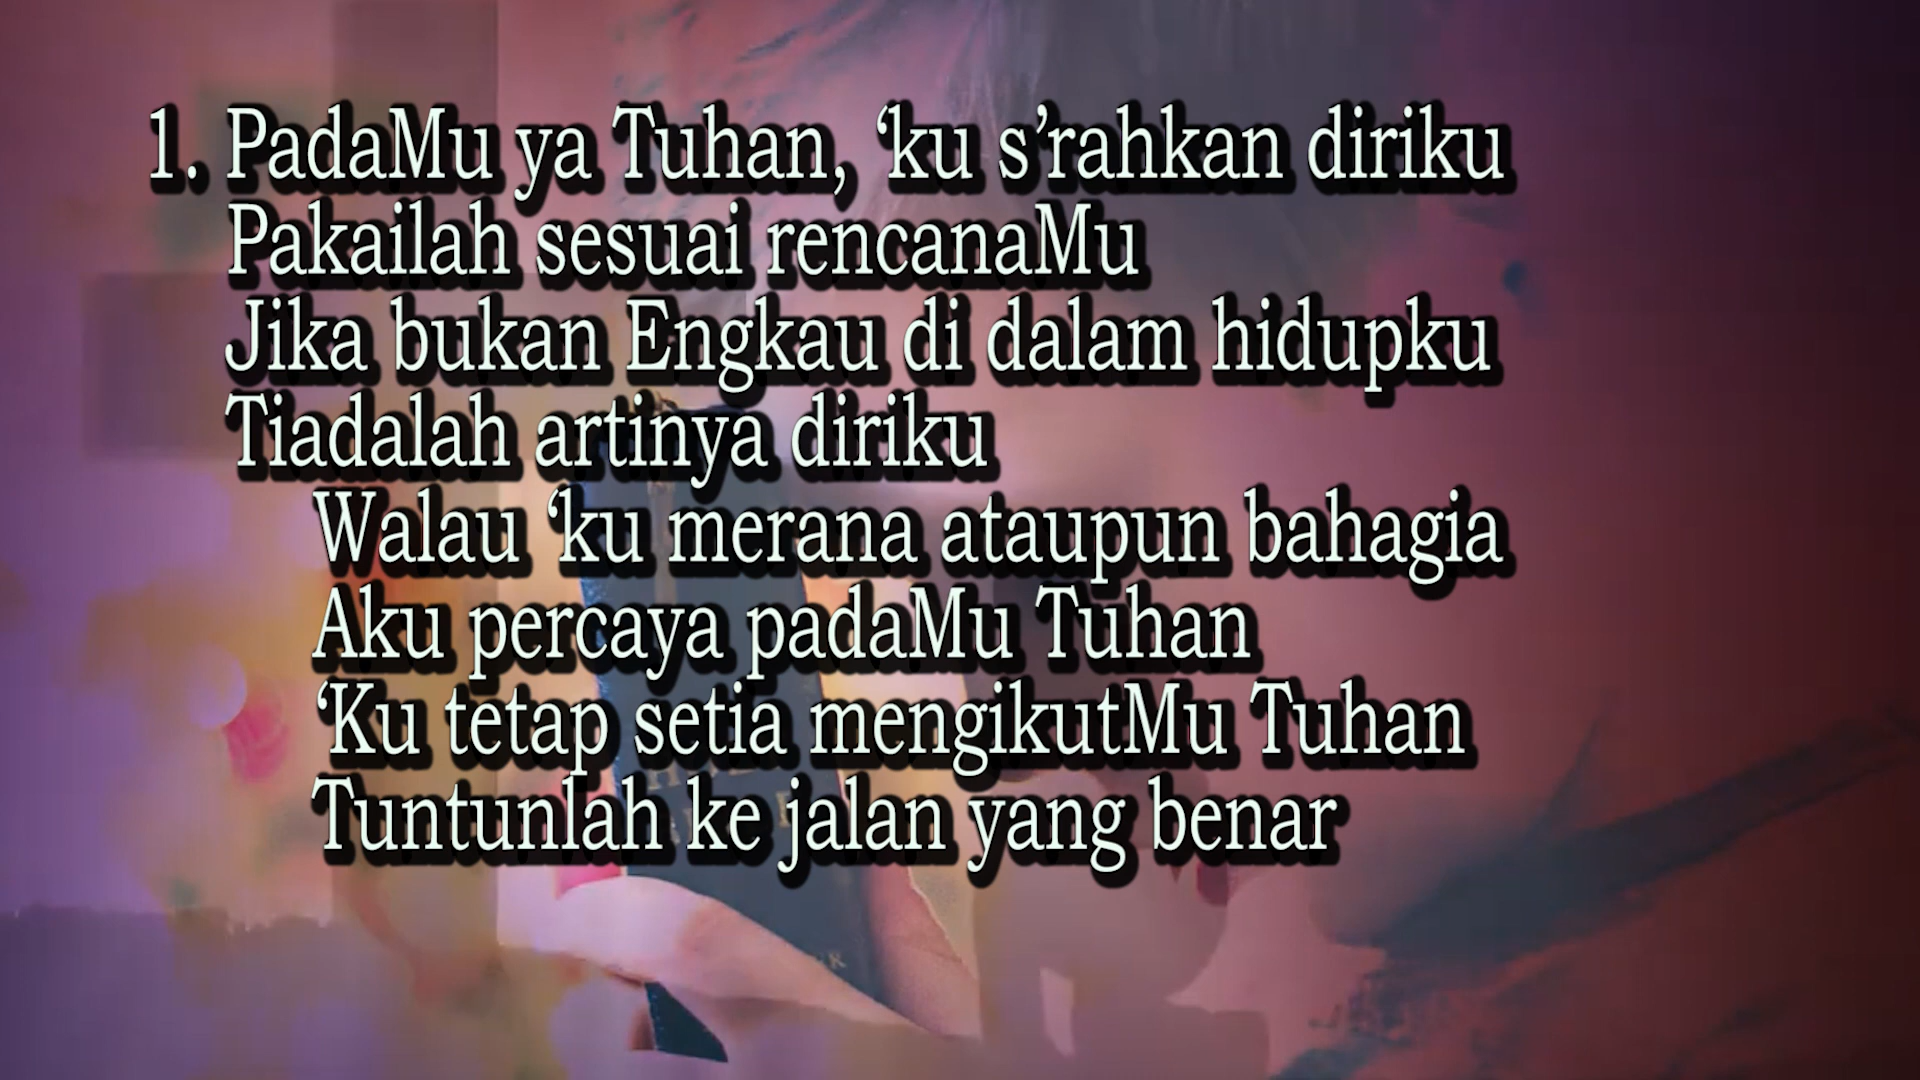 1. PadaMu ya Tuhan, ‘ku s’rahkan diriku
Pakailah sesuai rencanaMu
Jika bukan Engkau di dalam hidupku
Tiadalah artinya diriku
Walau ‘ku merana ataupun bahagia
Aku percaya padaMu Tuhan
‘Ku tetap setia mengikutMu Tuhan
Tuntunlah ke jalan yang benar